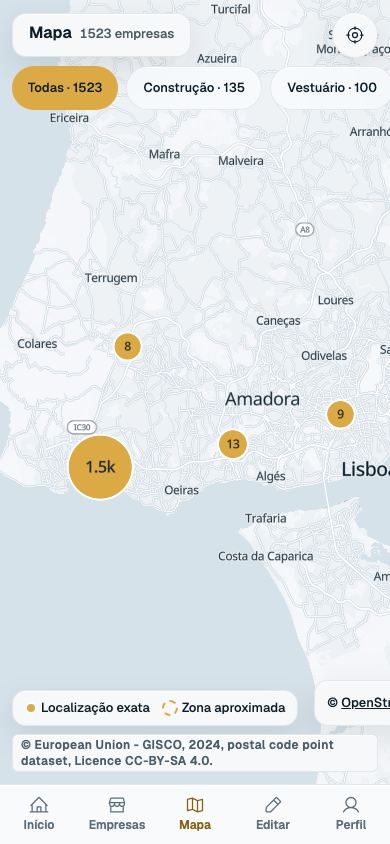 Turcifal
Mapa 1523 empresas
Azueira
Todas · 1523
Construção · 135
Vestuário · 100
Ericeira
Arranhó
Mafra
Malveira
A8
Terrugem
Loures
Caneças
Colares
8
Odivelas
Amadora
9
IC30
13
1.5k
Algés
Oeiras
Trafaria
Costa da Caparica
Localização exata
Zona aproximada
© OpenStr
© European Union - GISCO, 2024, postal code point
dataset, Licence CC-BY-SA 4.0.
Início
Empresas
Mapa
Editar
Perfil